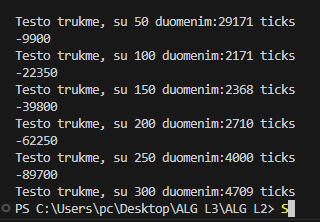 Testo trukme, su 50 duomenim:29171 ticks
-9900
Testo trukme, su 100 duomenim:2171 ticks
-22350
Testo trukme, su 150 duomenim:2368 ticks
-39800
Testo trukme, su 200 duomenim:2710 ticks
-62250
Testo trukme, su 250 duomenim:4000 ticks
-89700
Testo trukme, su 300 duomenim:4709 ticks
PS C:\Users\pc\Desktop\ALG L3\ALG L2> S